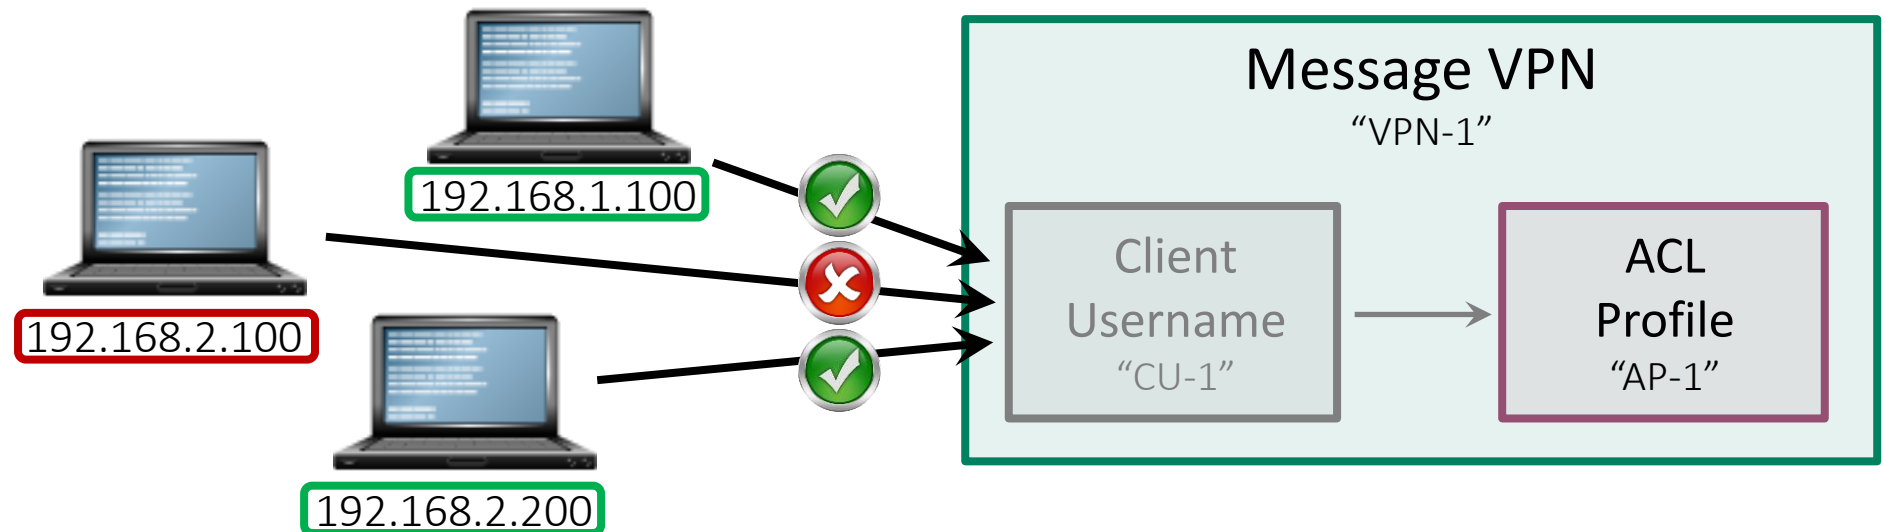 192.168.1.100
192.168.2.100
192.168.2.200
Message VPN
“VPN-1”
Client
Username
“CU-1”
ACL
Profile
“AP-1”